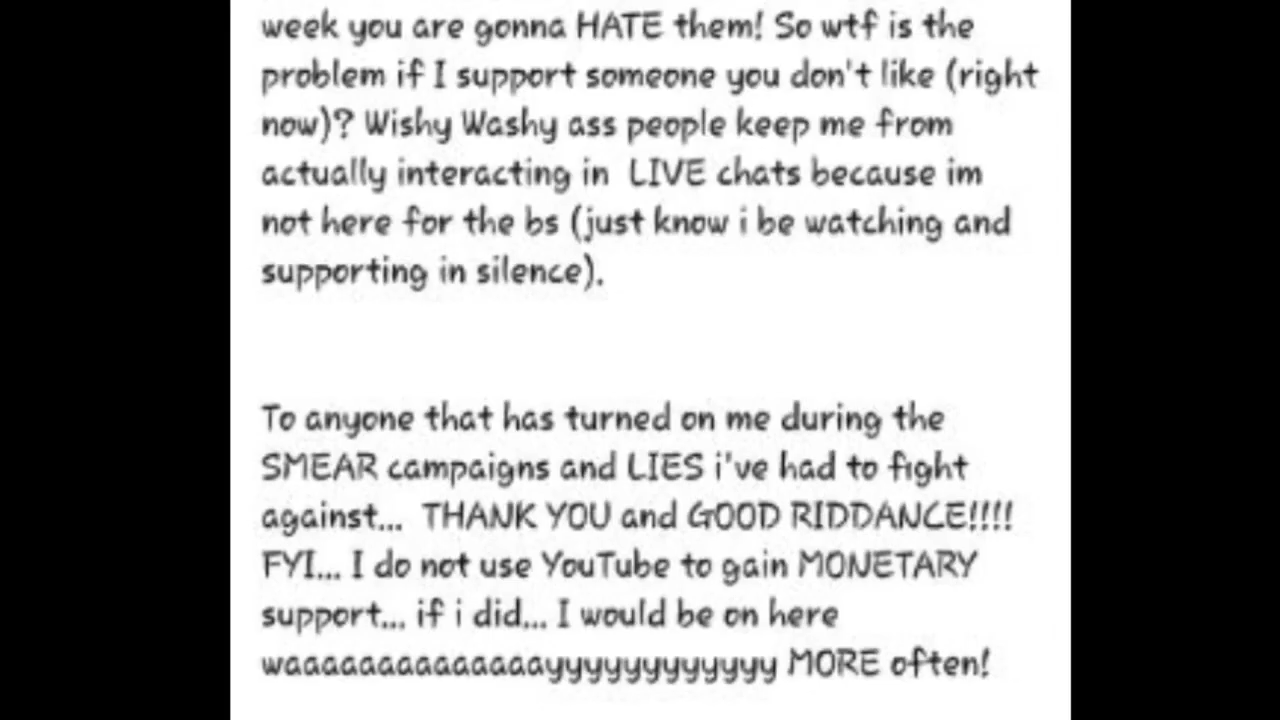 week you are gonna HATE them! So wtf is the
problem if I support someone you don't like (right
now)? Wishy Washy ass people keep me from
actually interacting in  LIVE chats because im
not here for the bs (just know i be watching and
supporting in silence).
To anyone that has turned on me during the
SMEAR campaigns and LIES i've had to fight
against...  THANK YOU and GOOD RIDDANCE!!!!
FYI... I do not use YouTube to gain MONETARY
support... if i did... I would be on here
waaaaaaaaaaaaaayyyyyyyyyyyy MORE often!